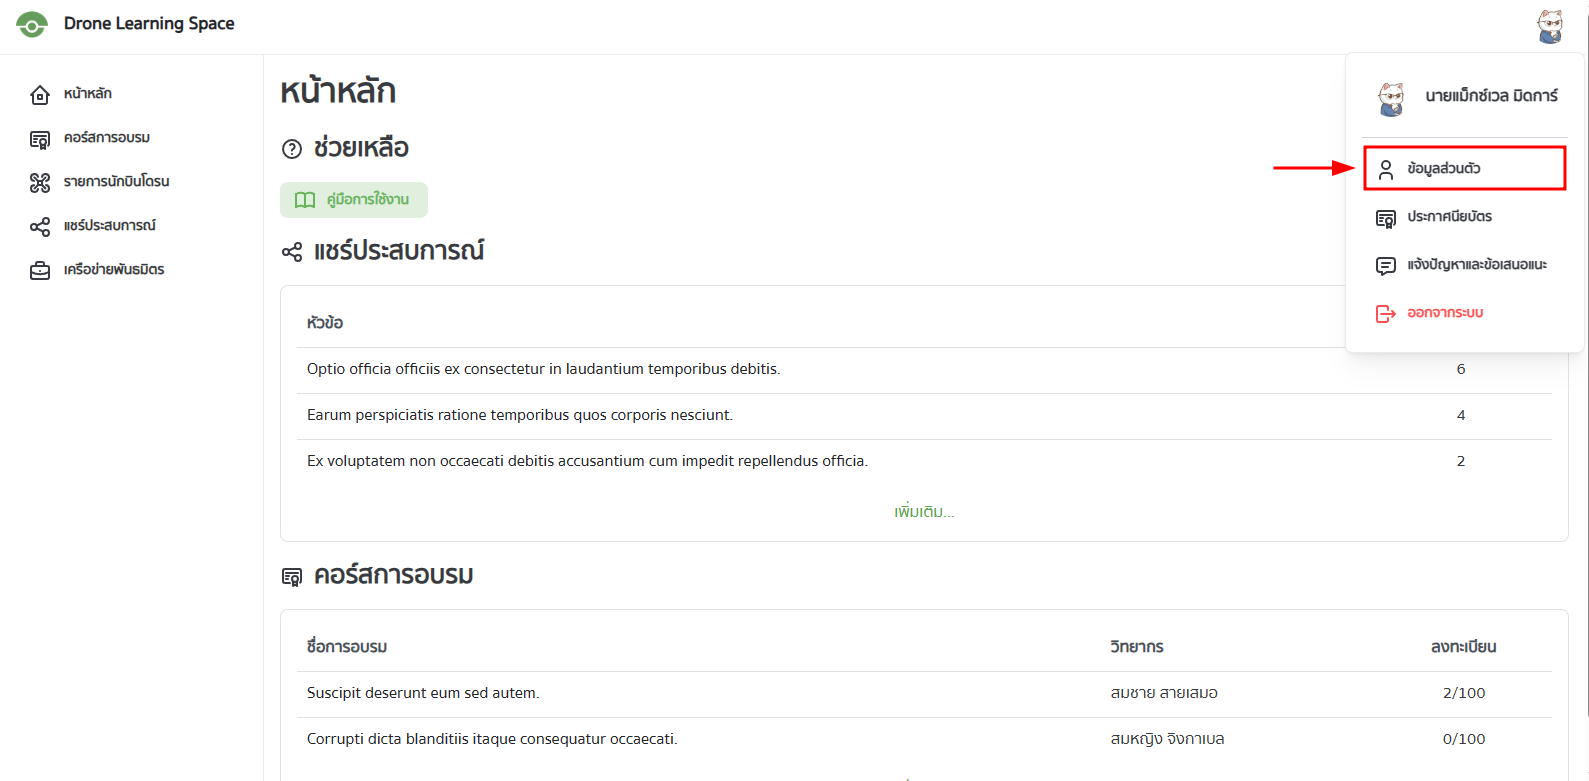 Drone Learning Space
หน้าหลัก
คอร์สการอบรม
รายการนักบินโดรน
แชร์ประสบการณ์
เครือข่ายพันธมิตร
หน้าหลัก
ช่วยเหลือ
คู่มือการใช้งาน
แชร์ประสบการณ์
หัวข้อ
Optio officia officiis ex consectetur in laudantium temporibus debitis. 6
Earum perspiciatis ratione temporibus quos corporis nesciunt. 4
Ex voluptatem non occaecati debitis accusantium cum impedit repellendus officia. 2
เพิ่มเติม...
คอร์สการอบรม
ชื่อการอบรม วิทยากร ลงทะเบียน
Suscipit deserunt eum sed autem. สมชาย สายเสมอ 2/100
Corrupti dicta blanditiis itaque consequatur occaecati. สมหญิง จิงกาเบล 0/100
นายแม็กซ์เวล มิดการ์
ข้อมูลส่วนตัว
ประกาศนียบัตร
แจ้งปัญหาและข้อเสนอแนะ
ออกจากระบบ